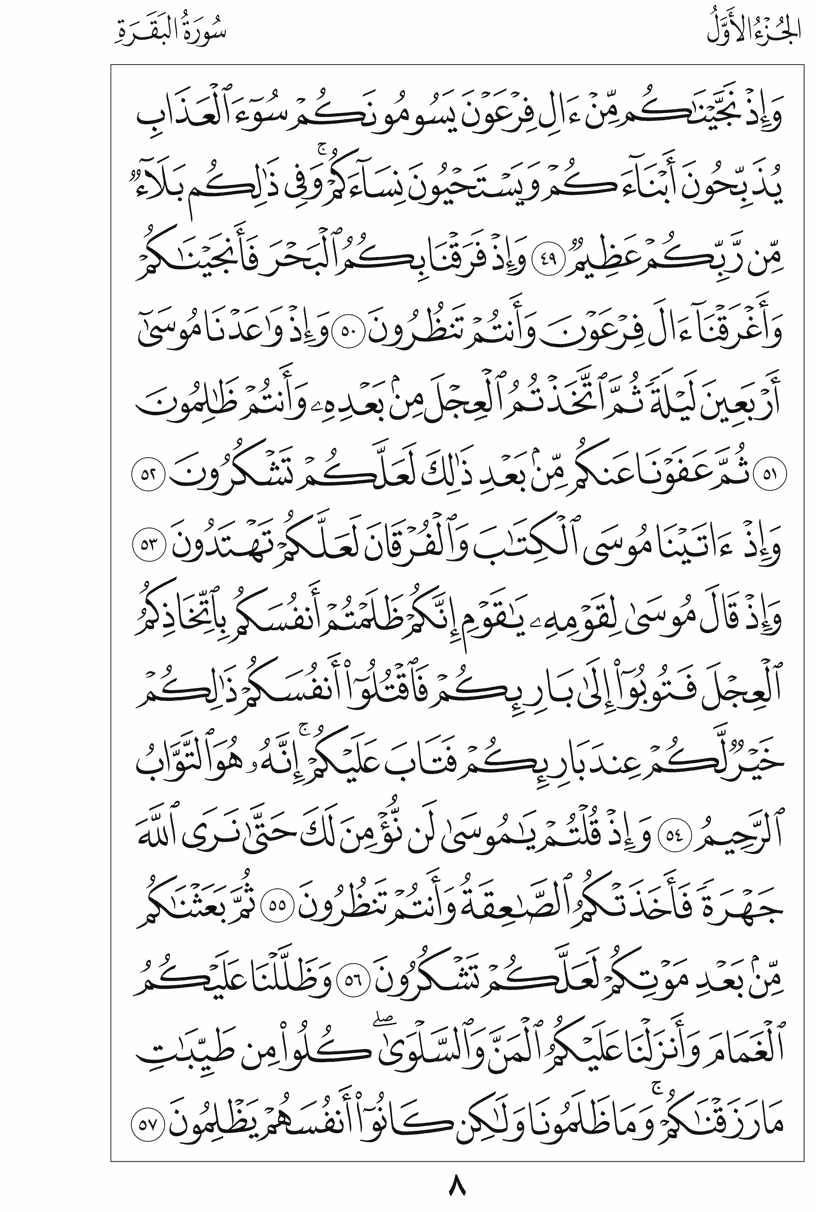 الجُزْءُ الأَوَّلُ
سُورَةُ البَقَرَةِ
وَإِذْ نَجَّيْنَٰكُم مِّنْ ءَالِ فِرْعَوْنَ يَسُومُونَكُمْ سُوٓءَ ٱلْعَذَابِ
يُذَبِّحُونَ أَبْنَآءَكُمْ وَيَسْتَحْيُونَ نِسَآءَكُمْ ۚ وَفِى ذَٰلِكُم بَلَآءٌ
مِّن رَّبِّكُمْ عَظِيمٌ ٤٩ وَإِذْ فَرَقْنَا بِكُمُ ٱلْبَحْرَ فَأَنجَيْنَٰكُمْ
وَأَغْرَقْنَآ ءَالَ فِرْعَوْنَ وَأَنتُمْ تَنظُرُونَ ٥٠ وَإِذْ وَٰعَدْنَا مُوسَىٰٓ
أَرْبَعِينَ لَيْلَةً ثُمَّ ٱتَّخَذْتُمُ ٱلْعِجْلَ مِنۢ بَعْدِهِۦ وَأَنتُمْ ظَٰلِمُونَ
٥١ ثُمَّ عَفَوْنَا عَنكُم مِّنۢ بَعْدِ ذَٰلِكَ لَعَلَّكُمْ تَشْكُرُونَ ٥٢
وَإِذْ ءَاتَيْنَا مُوسَى ٱلْكِتَٰبَ وَٱلْفُرْقَانَ لَعَلَّكُمْ تَهْتَدُونَ ٥٣
وَإِذْ قَالَ مُوسَىٰ لِقَوْمِهِۦ يَٰقَوْمِ إِنَّكُمْ ظَلَمْتُمْ أَنفُسَكُم بِٱتِّخَاذِكُمُ
ٱلْعِجْلَ فَتُوبُوٓا۟ إِلَىٰ بَارِئِكُمْ فَٱقْتُلُوٓا۟ أَنفُسَكُمْ ذَٰلِكُمْ
خَيْرٌ لَّكُمْ عِندَ بَارِئِكُمْ فَتَابَ عَلَيْكُمْ ۚ إِنَّهُۥ هُوَ ٱلتَّوَّابُ
ٱلرَّحِيمُ ٥٤ وَإِذْ قُلْتُمْ يَٰمُوسَىٰ لَن نُّؤْمِنَ لَكَ حَتَّىٰ نَرَى ٱللَّهَ
جَهْرَةً فَأَخَذَتْكُمُ ٱلصَّٰعِقَةُ وَأَنتُمْ تَنظُرُونَ ٥٥ ثُمَّ بَعَثْنَٰكُم
مِّنۢ بَعْدِ مَوْتِكُمْ لَعَلَّكُمْ تَشْكُرُونَ ٥٦ وَظَلَّلْنَا عَلَيْكُمُ
ٱلْغَمَامَ وَأَنزَلْنَا عَلَيْكُمُ ٱلْمَنَّ وَٱلسَّلْوَىٰ ۖ كُلُوا۟ مِن طَيِّبَٰتِ
مَا رَزَقْنَٰكُمْ ۚ وَمَا ظَلَمُونَا وَلَٰكِن كَانُوٓا۟ أَنفُسَهُمْ يَظْلِمُونَ ٥٧
٨